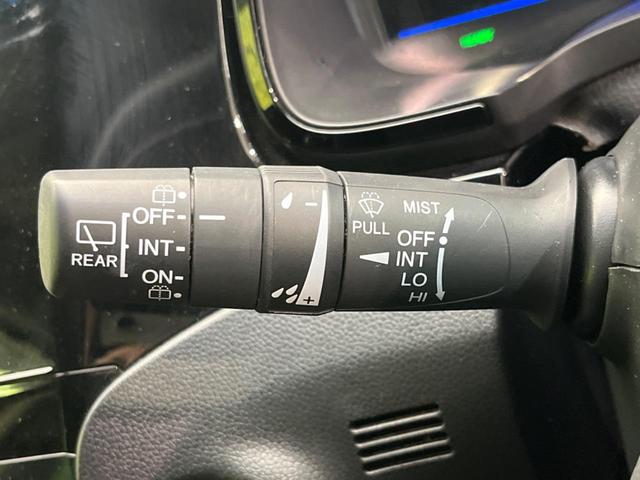 OFF
INT
REAR
ON
-
+
PULL
MIST
OFF
INT
LO
HI